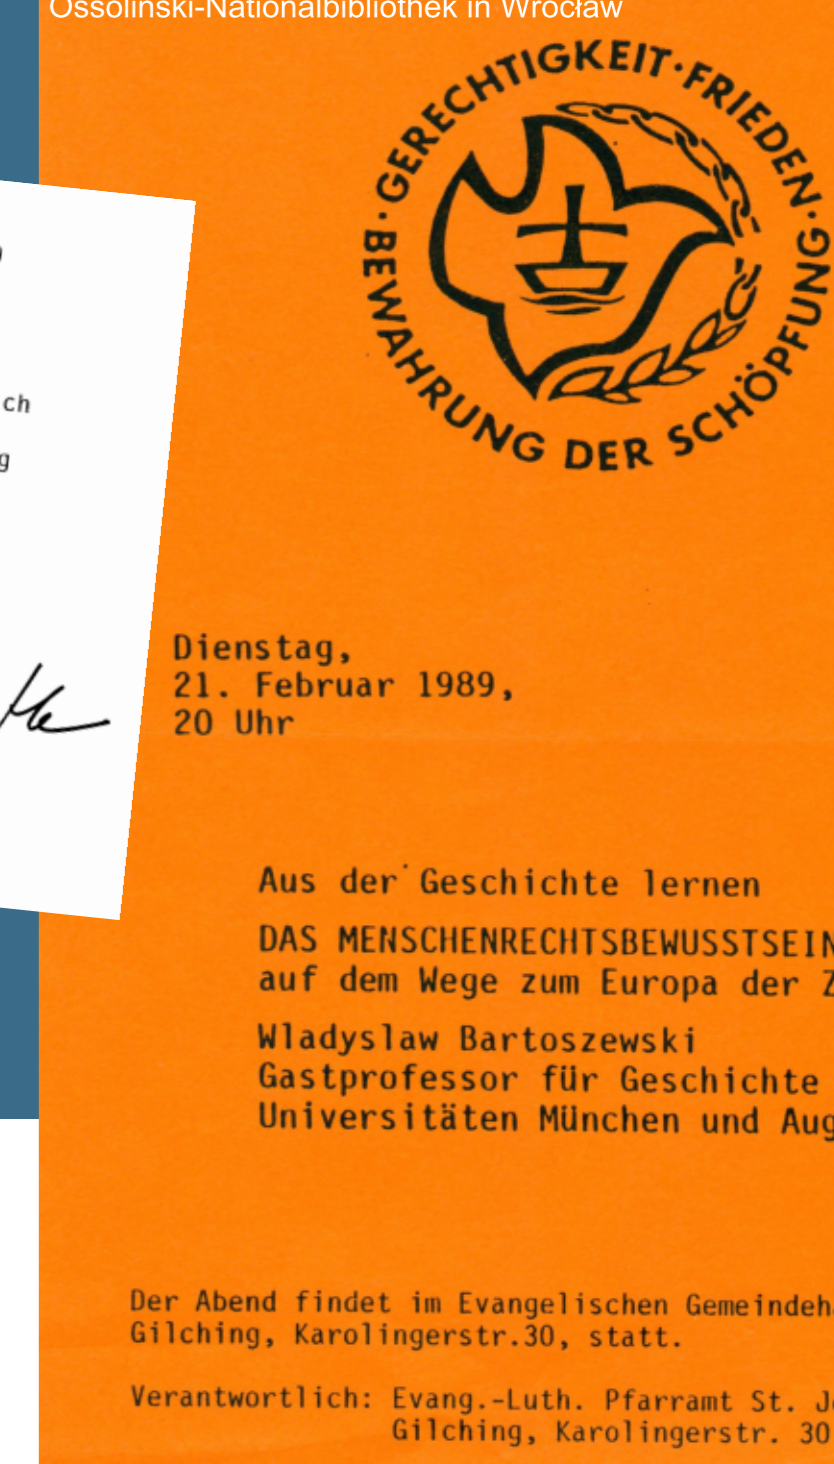 Ossolinski-Nationalbibliothek in Wrocław
· GERECHTIGKEIT · FRIEDEN ·
BEWAHRUNG DER SCHÖPFUNG
ch
g
Dienstag,
21. Februar 1989,
20 Uhr
Aus der Geschichte lernen
DAS MENSCHENRECHTSBEWUSSTSEIN
auf dem Wege zum Europa der Z
Wladyslaw Bartoszewski
Gastprofessor für Geschichte
Universitäten München und Aug
Der Abend findet im Evangelischen Gemeindeh
Gilching, Karolingerstr.30, statt.
Verantwortlich: Evang.-Luth. Pfarramt St. J
Gilching, Karolingerstr. 30